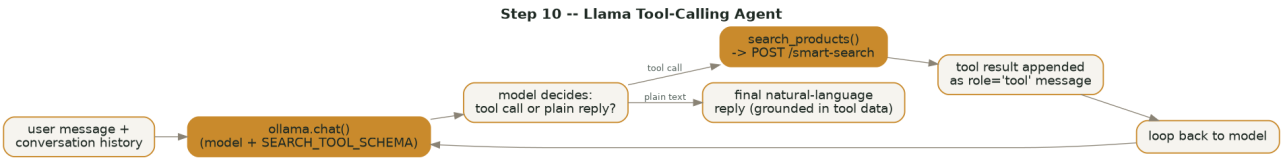 Step 10 -- Llama Tool-Calling Agent
user message +
conversation history
ollama.chat()
(model + SEARCH_TOOL_SCHEMA)
model decides:
tool call or plain reply?
tool call
plain text
search_products()
-> POST /smart-search
final natural-language
reply (grounded in tool data)
tool result appended
as role='tool' message
loop back to model